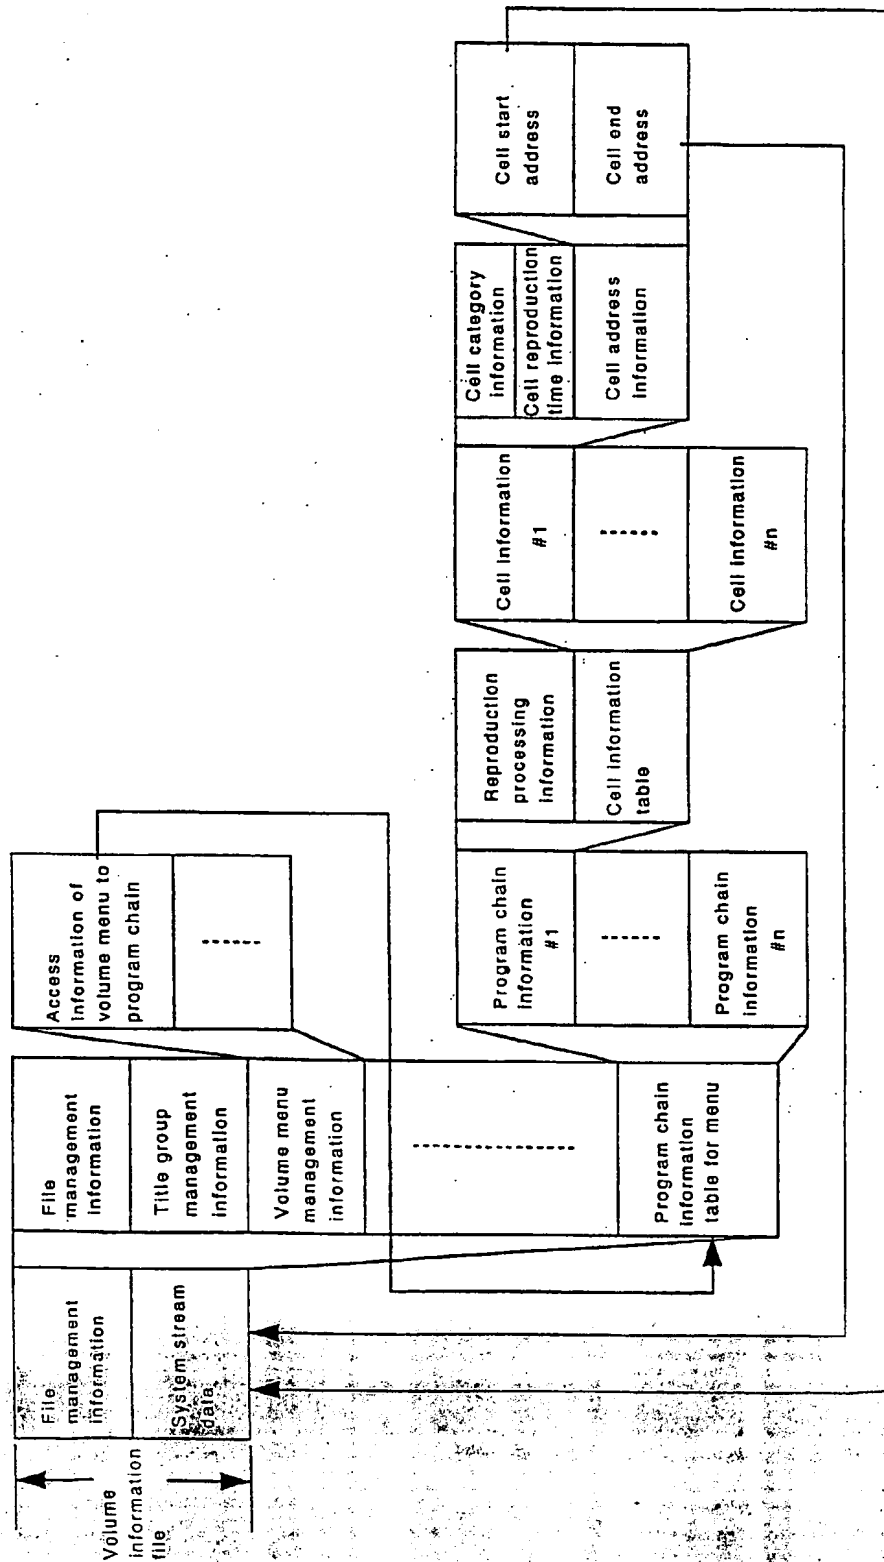 Volume
information
file
File
management
information
System stream
data
File
management
information
Title group
management
information
Volume menu
management
information
Program chain
information
table for menu
Access
information of
volume menu to
program chain
Program chain
information
#1
Program chain
information
#n
Reproduction
processing
information
Cell information
table
Cell information
#1
Cell information
#n
Cell category
information
Cell reproduction
time information
Cell address
information
Cell start
address
Cell end
address